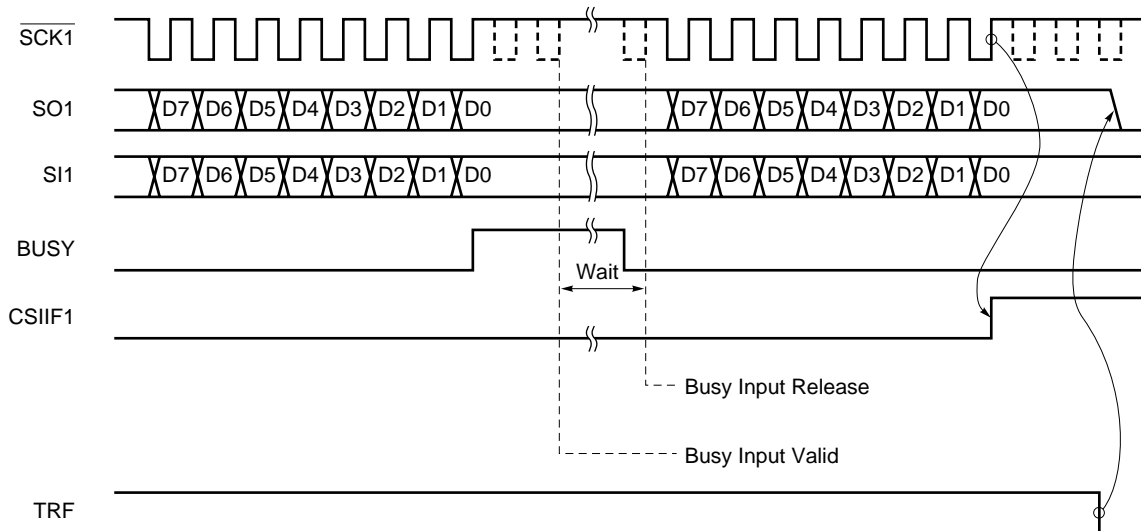 SCK1
SO1 D7 D6 D5 D4 D3 D2 D1 D0 D7 D6 D5 D4 D3 D2 D1 D0
SI1 D7 D6 D5 D4 D3 D2 D1 D0 D7 D6 D5 D4 D3 D2 D1 D0
BUSY
Wait
CSIIF1
Busy Input Release
Busy Input Valid
TRF